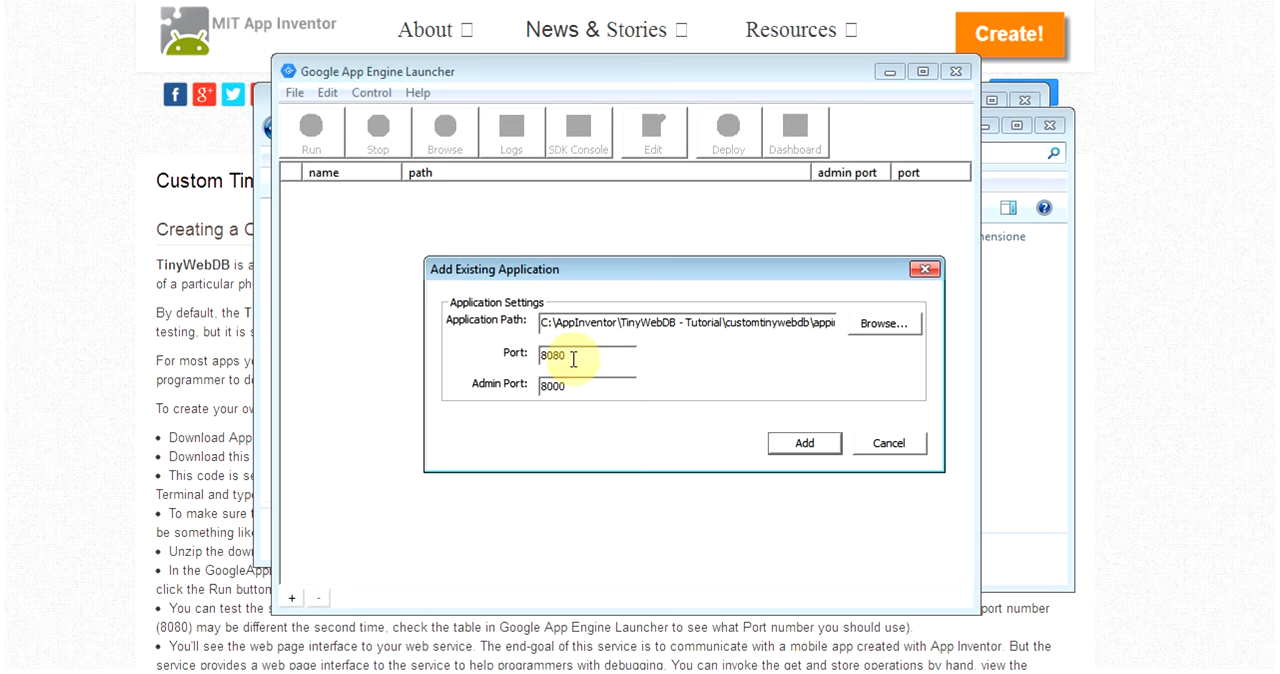 MIT App Inventor
About
News & Stories
Resources
Create!
Google App Engine Launcher
File Edit Control Help
Run Stop Browse Logs SDK Console Edit Deploy Dashboard
name path admin port port
Custom Tin
Creating a C
TinyWebDB is a
of a particular ph
By default, the T
testing, but it is s
For most apps yo
programmer to de
To create your ow
• Download App
• Download this
• This code is se
Terminal and type
• To make sure t
be something like
• Unzip the down
• In the GoogleAppI
click the Run button
• You can test the s
port number
(8080) may be different the second time, check the table in Google App Engine Launcher to see what Port number you should use).
• You'll see the web page interface to your web service. The end-goal of this service is to communicate with a mobile app created with App Inventor. But the
service provides a web page interface to the service to help programmers with debugging. You can invoke the get and store operations by hand, view the
Add Existing Application
Application Settings
Application Path: C:\AppInventor\TinyWebDB - Tutorial\customtinywebdb\appi
Browse...
Port: 8080
Admin Port: 8000
Add Cancel
+ -